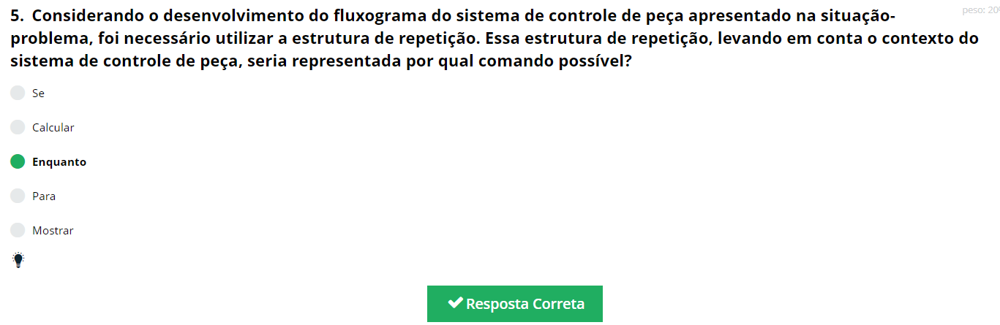 peso: 20
5. Considerando o desenvolvimento do fluxograma do sistema de controle de peça apresentado na situação-
problema, foi necessário utilizar a estrutura de repetição. Essa estrutura de repetição, levando em conta o contexto do
sistema de controle de peça, seria representada por qual comando possível?
Se
Calcular
Enquanto
Para
Mostrar
Resposta Correta